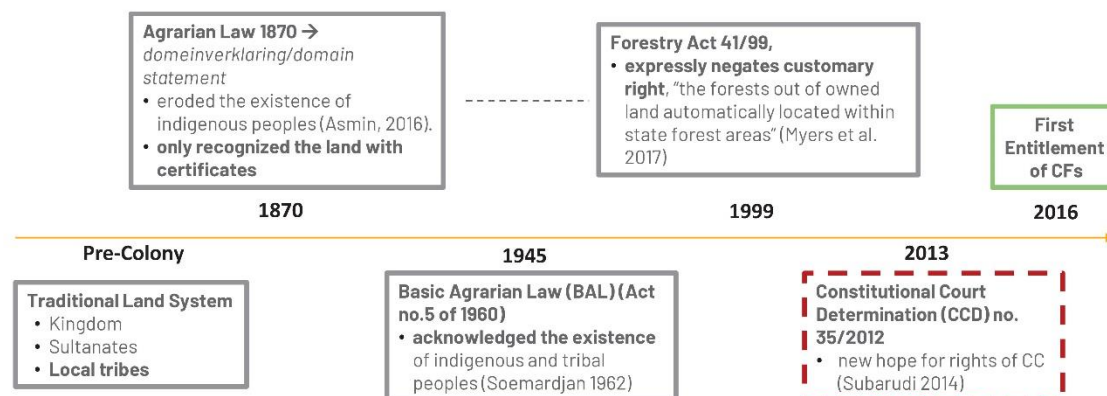 Agrarian Law 1870 →
domeinverklaring/domain
statement
• eroded the existence of
indigenous peoples (Asmin, 2016).
• only recognized the land with
certificates
Forestry Act 41/99,
• expressly negates customary
right, “the forests out of owned
land automatically located within
state forest areas” (Myers et al.
2017)
First
Entitlement
of CFs
1870
1999
2016
Pre-Colony
1945
2013
Traditional Land System
• Kingdom
• Sultanates
• Local tribes
Basic Agrarian Law (BAL) (Act
no.5 of 1960)
• acknowledged the existence
of indigenous and tribal
peoples (Soemardjan 1962)
Constitutional Court
Determination (CCD) no.
35/2012
• new hope for rights of CC
(Subarudi 2014)